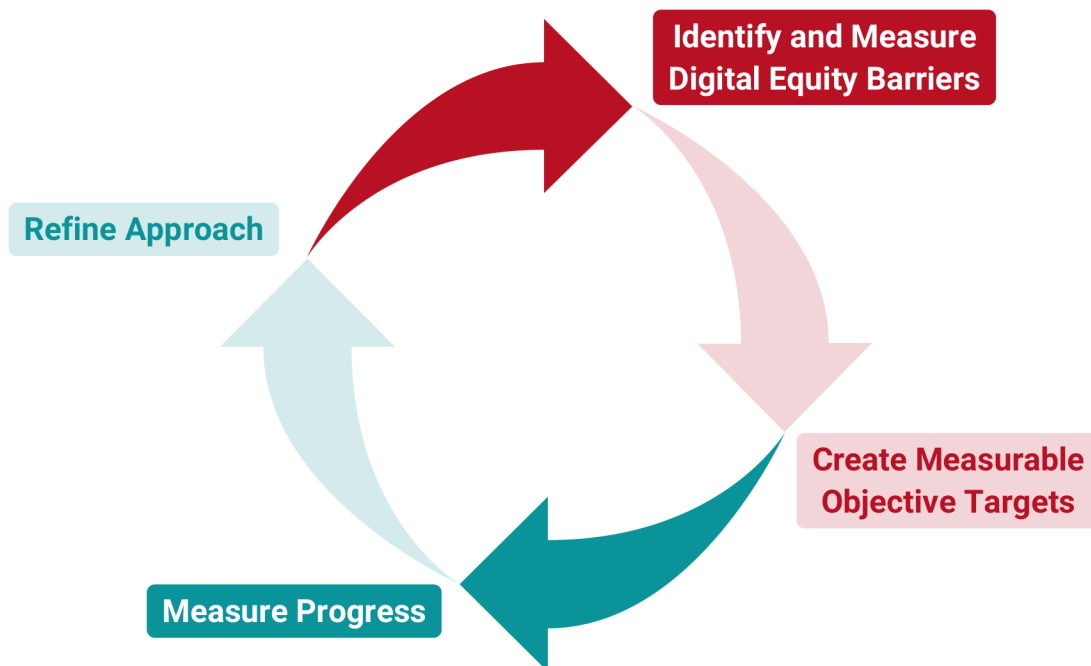 Identify and Measure
Digital Equity Barriers
Refine Approach
Create Measurable
Objective Targets
Measure Progress